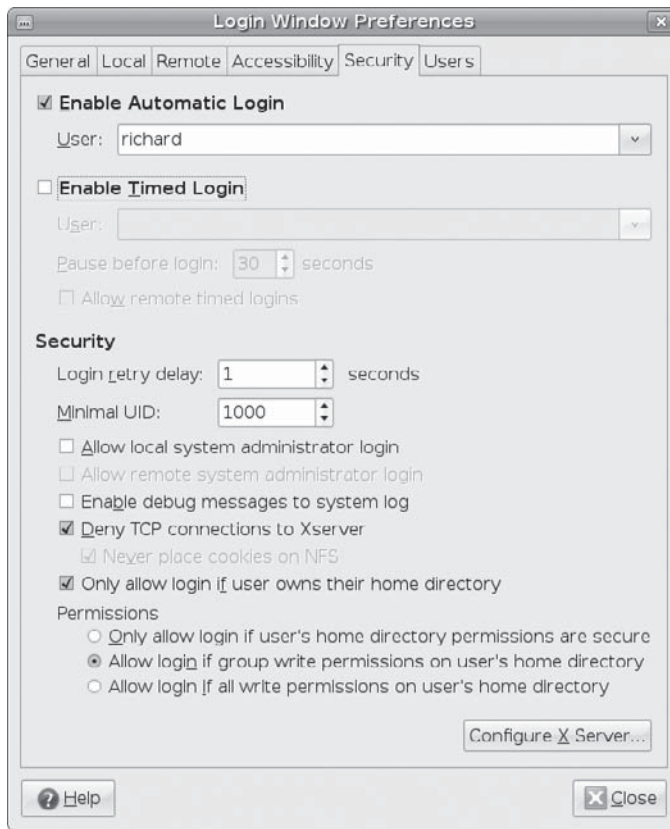 Login Window Preferences
General Local Remote Accessibility Security Users
Enable Automatic Login
User: richard
Enable Timed Login
User:
Pause before login: 30 seconds
Allow remote timed logins
Security
Login retry delay: 1 seconds
Minimal UID: 1000
Allow local system administrator login
Allow remote system administrator login
Enable debug messages to system log
Deny TCP connections to Xserver
Never place cookies on NFS
Only allow login if user owns their home directory
Permissions
Only allow login if user's home directory permissions are secure
Allow login if group write permissions on user's home directory
Allow login if all write permissions on user's home directory
Configure X Server...
Help Close